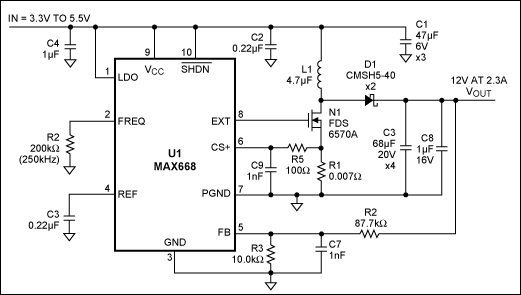 IN = 3.3V TO 5.5V
C4
1µF
C2
0.22µF
C1
47µF
6V
x3
9
10
VCC
SHDN
1
LDO
L1
4.7µF
D1
CMSH5-40
x2
12V AT 2.3A
VOUT
2
FREQ
R2
200kΩ
(250kHz)
U1
MAX668
EXT
8
N1
FDS
6570A
CS+
6
R5
100Ω
C9
1nF
R1
0.007Ω
C3
68µF
20V
x4
C8
1µF
16V
4
REF
C3
0.22µF
PGND
7
R2
87.7kΩ
FB
5
GND
3
R3
10.0kΩ
C7
1nF